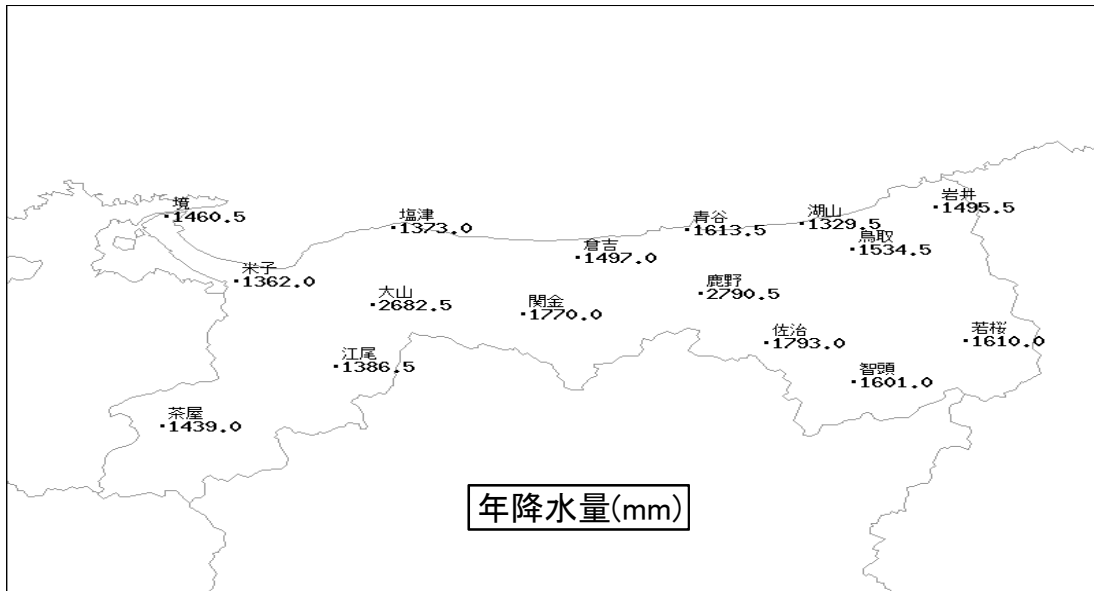 境
1460.5
塩津
1373.0
青谷
1613.5
湖山
1329.5
岩井
1495.5
鳥取
1534.5
倉吉
1497.0
米子
1362.0
大山
2682.5
関金
1770.0
鹿野
2790.5
佐治
1793.0
若桜
1610.0
江尾
1386.5
智頭
1601.0
茶屋
1439.0
年降水量(mm)